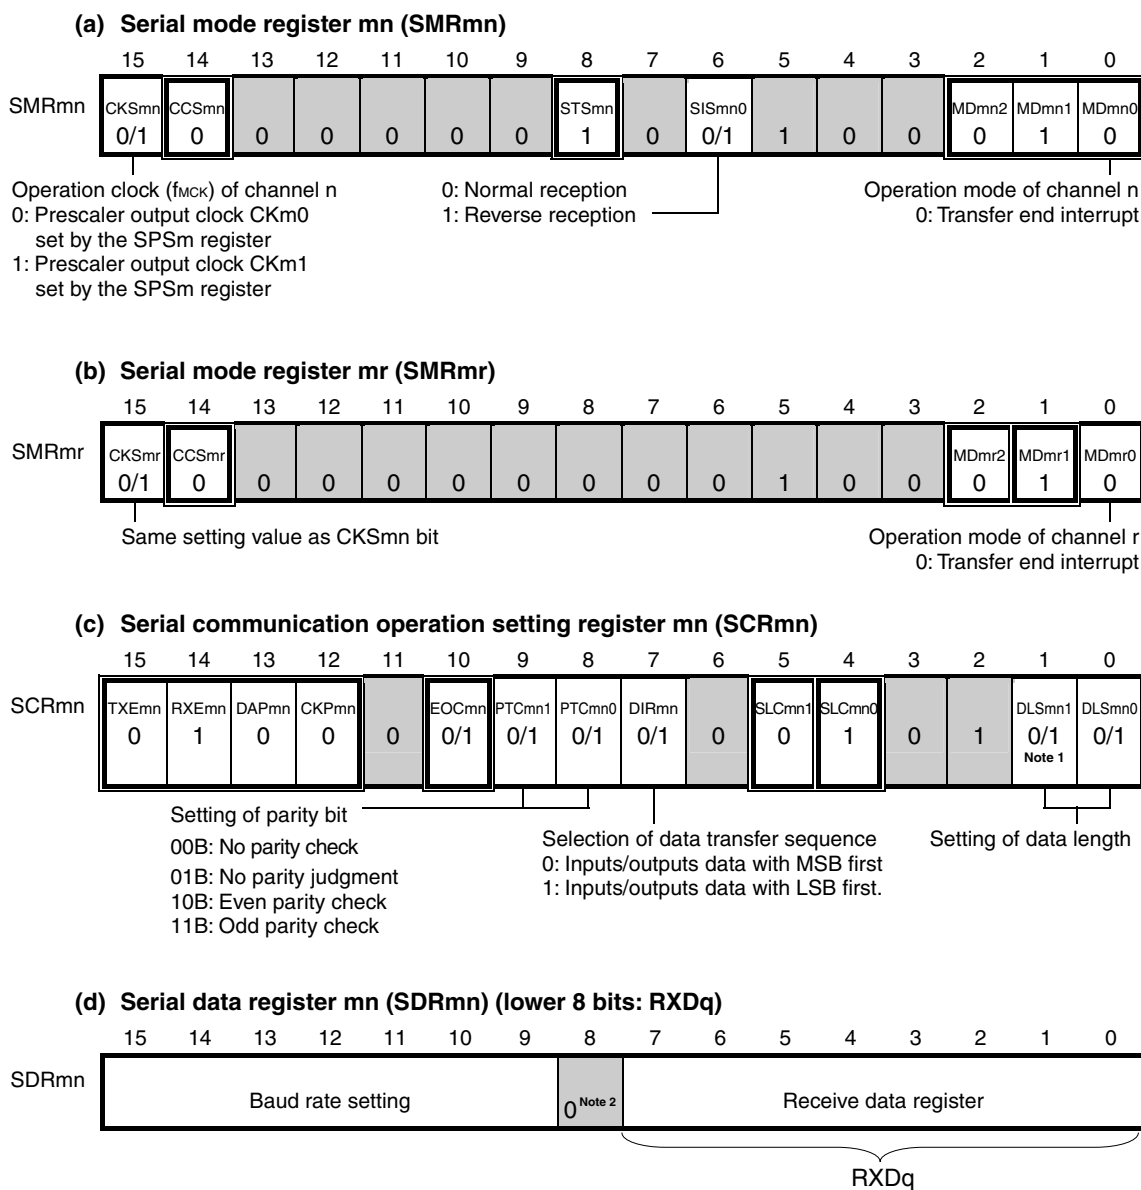 (a) Serial mode register mn (SMRmn)
15 14 13 12 11 10 9 8 7 6 5 4 3 2 1 0
SMRmn CKSmn CCSmn STSmn SISmn0 MDmn2 MDmn1 MDmn0
0/1 0 0 0 0 0 0 1 0 0/1 1 0 0 0 1 0
Operation clock (fMCK) of channel n
0: Prescaler output clock CKm0
set by the SPSm register
1: Prescaler output clock CKm1
set by the SPSm register
0: Normal reception
1: Reverse reception
Operation mode of channel n
0: Transfer end interrupt
(b) Serial mode register mr (SMRmr)
15 14 13 12 11 10 9 8 7 6 5 4 3 2 1 0
SMRmr CKSmr CCSmr MDmr2 MDmr1 MDmr0
0/1 0 0 0 0 0 0 0 0 0 1 0 0 0 1 0
Same setting value as CKSmn bit
Operation mode of channel r
0: Transfer end interrupt
(c) Serial communication operation setting register mn (SCRmn)
15 14 13 12 11 10 9 8 7 6 5 4 3 2 1 0
SCRmn TXEmn RXEmn DAPmn CKPmn EOCmn PTCmn1 PTCmn0 DIRmn SLCmn1 SLCmn0 DLSmn1 DLSmn0
0 1 0 0 0 0/1 0/1 0/1 0/1 0 0 1 0 1 0/1 0/1
Note 1
Setting of parity bit
00B: No parity check
01B: No parity judgment
10B: Even parity check
11B: Odd parity check
Selection of data transfer sequence
0: Inputs/outputs data with MSB first
1: Inputs/outputs data with LSB first.
Setting of data length
(d) Serial data register mn (SDRmn) (lower 8 bits: RXDq)
15 14 13 12 11 10 9 8 7 6 5 4 3 2 1 0
SDRmn Baud rate setting 0 Note 2 Receive data register
RXDq